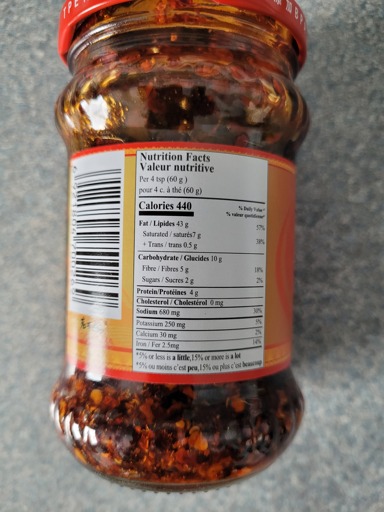 Nutrition Facts
Valeur nutritive
Per 4 tsp (60 g )
pour 4 c. à thé (60 g)
Calories 440
% Daily Value*
% valeur quotidienne*
Fat / Lipides 43 g 57%
Saturated / saturés7 g
+ Trans / trans 0.5 g 38%
Carbohydrate / Glucides 10 g
Fibre / Fibres 5 g 18%
Sugars / Sucres 2 g 2%
Protein/Protéines 4 g
Cholesterol / Cholestérol 0 mg
Sodium 680 mg 30%
Potassium 250 mg 5%
Calcium 30 mg 2%
Iron / Fer 2.5mg 14%
*5% or less is a little,15% or more is a lot
*5% ou moins c'est peu,15% ou plus c'est beaucoup